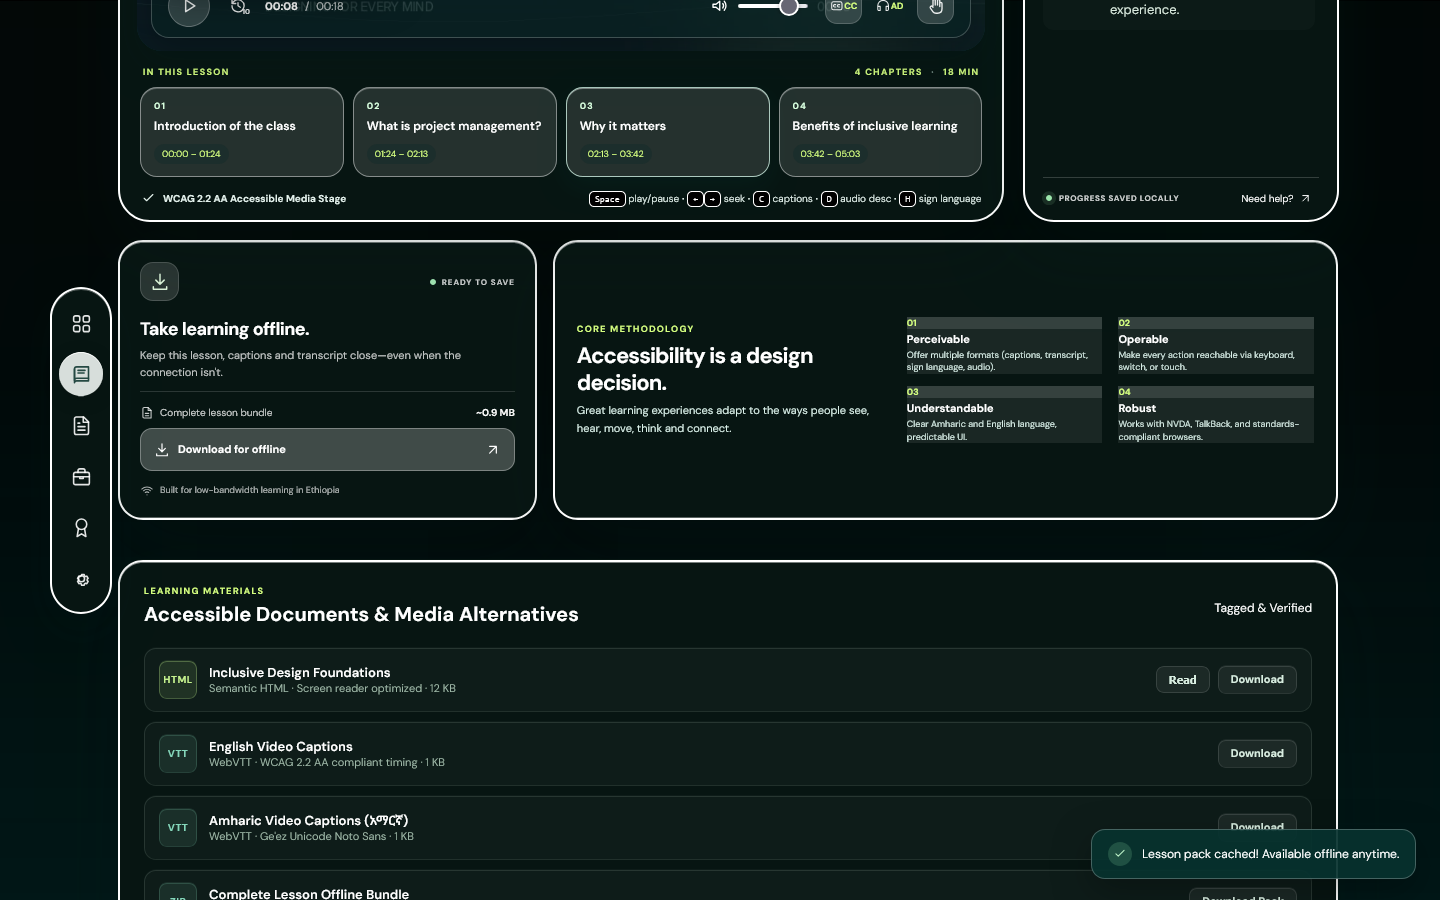 00:08 / 00:18
OR EVERY MIND
CC
AD
experience.
IN THIS LESSON
4 CHAPTERS · 18 MIN
01
Introduction of the class
00:00 – 01:24
02
What is project management?
01:24 – 02:13
03
Why it matters
02:13 – 03:42
04
Benefits of inclusive learning
03:42 – 05:03
WCAG 2.2 AA Accessible Media Stage
Space play/pause · ← → seek · C captions · D audio desc · H sign language
PROGRESS SAVED LOCALLY
Need help?
READY TO SAVE
Take learning offline.
Keep this lesson, captions and transcript close—even when the
connection isn't.
Complete lesson bundle
~0.9 MB
Download for offline
Built for low-bandwidth learning in Ethiopia
CORE METHODOLOGY
Accessibility is a design
decision.
Great learning experiences adapt to the ways people see,
hear, move, think and connect.
01
Perceivable
Offer multiple formats (captions, transcript,
sign language, audio).
02
Operable
Make every action reachable via keyboard,
switch, or touch.
03
Understandable
Clear Amharic and English language,
predictable UI.
04
Robust
Works with NVDA, TalkBack, and standards-
compliant browsers.
LEARNING MATERIALS
Accessible Documents & Media Alternatives
Tagged & Verified
HTML
Inclusive Design Foundations
Semantic HTML · Screen reader optimized · 12 KB
Read
Download
VTT
English Video Captions
WebVTT · WCAG 2.2 AA compliant timing · 1 KB
Download
VTT
Amharic Video Captions (አማርኛ)
WebVTT · Ge'ez Unicode Noto Sans · 1 KB
Download
Lesson pack cached! Available offline anytime.
ZIP
Complete Lesson Offline Bundle
Download Pack